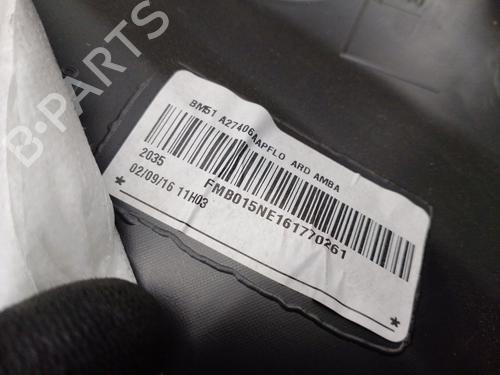 BM51 A27406AAPFLO ARD AMBA
2035
FMB015NE161770261
02/09/16 11H03
B-PARTS